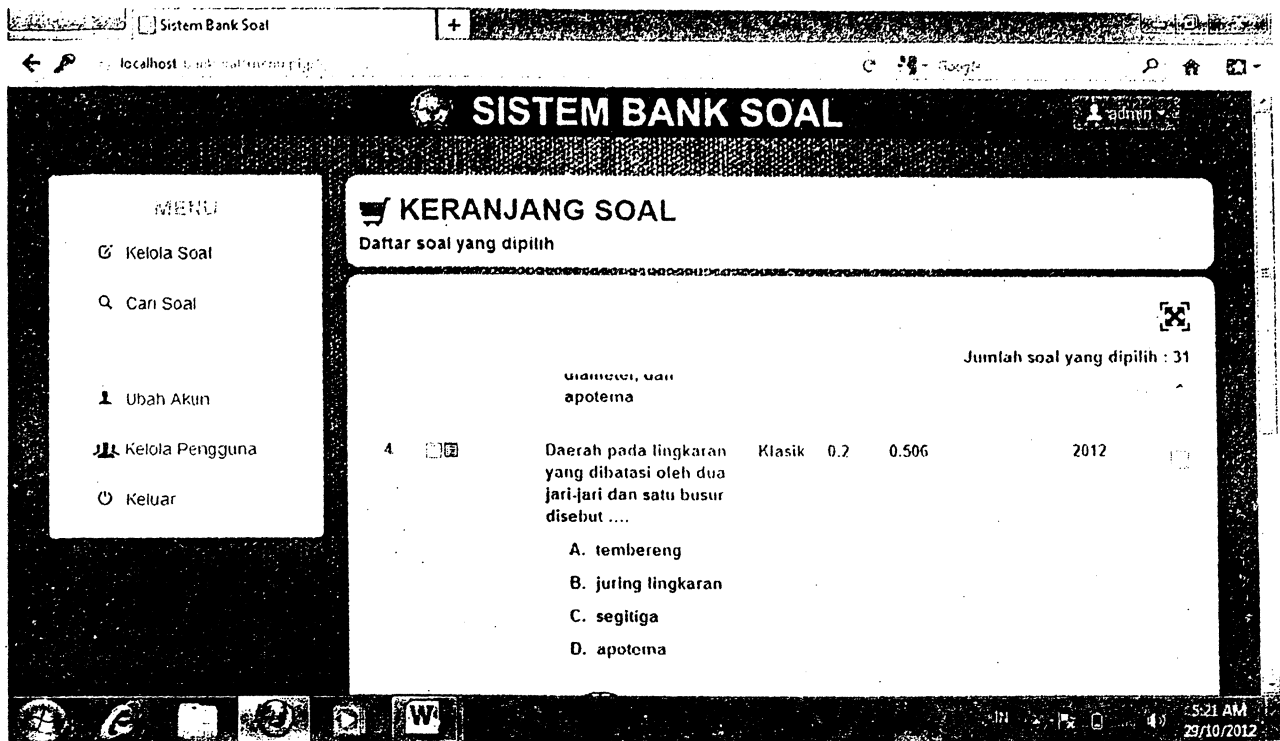 Sistem Bank Soal
+
localhost
Google
SISTEM BANK SOAL
admin
MENU
Kelola Soal
Cari Soal
Ubah Akun
Kelola Pengguna
Keluar
KERANJANG SOAL
Daftar soal yang dipilih
Jumlah soal yang dipilih : 31
diameter, dan
apotema
4. Daerah pada lingkaran Klasik 0.2 0.506 2012
yang dibatasi oleh dua
jari-jari dan satu busur
disebut ....
A. tembereng
B. juring lingkaran
C. segitiga
D. apotema
W
IN
5:21 AM
29/10/2012